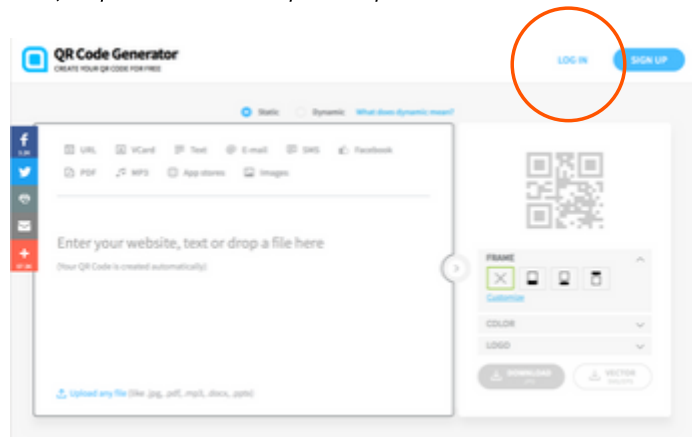 QR Code Generator
CREATE YOUR QR CODE FOR FREE
LOG IN
SIGN UP
Static
Dynamic
What does dynamic mean?
URL
VCard
Text
E-mail
SMS
Facebook
PDF
MP3
App stores
Images
Enter your website, text or drop a file here
(Your QR Code is created automatically)
Upload any file (like .jpg, .pdf, .mp3, .docx, .pptx)
FRAME
Customize
COLOR
LOGO
DOWNLOAD
JPG
VECTOR
SVG/EPS